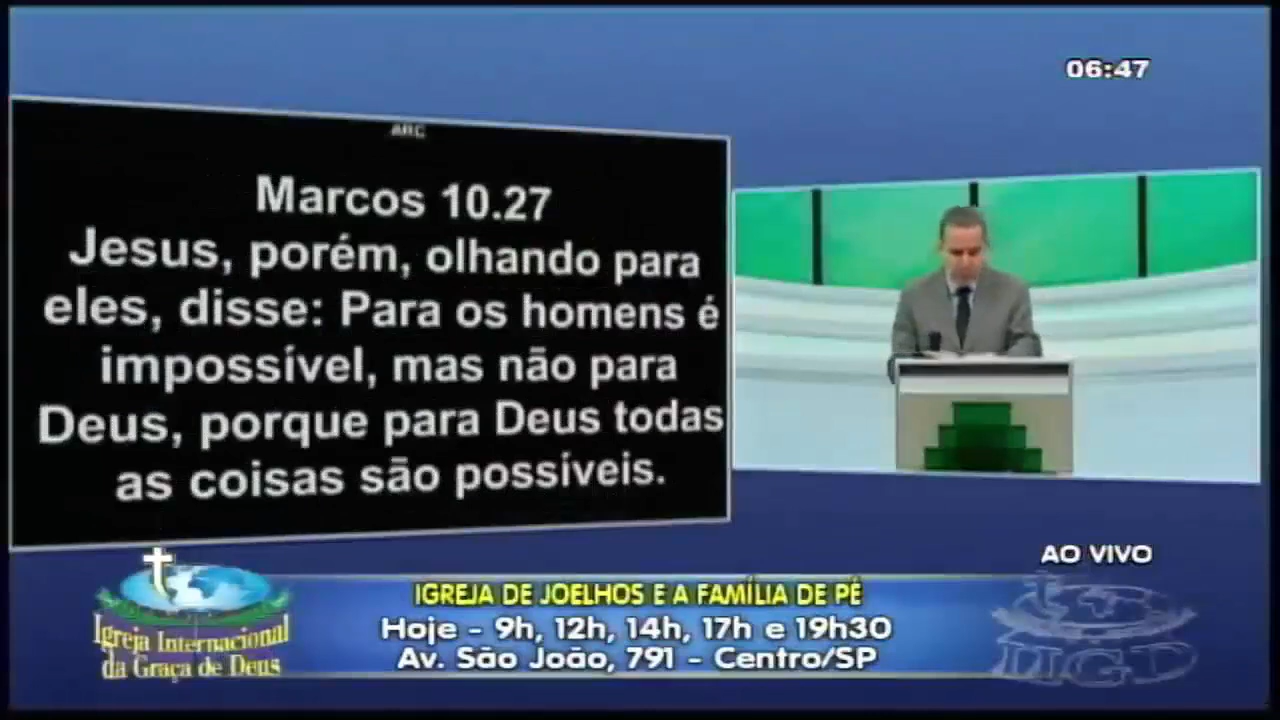 06:47
ARC
Marcos 10.27
Jesus, porém, olhando para
eles, disse: Para os homens é
impossível, mas não para
Deus, porque para Deus todas
as coisas são possíveis.
AO VIVO
IGREJA DE JOELHOS E A FAMÍLIA DE PÉ
Hoje - 9h, 12h, 14h, 17h e 19h30
Av. São João, 791 - Centro/SP
Igreja Internacional
da Graça de Deus
IIGD